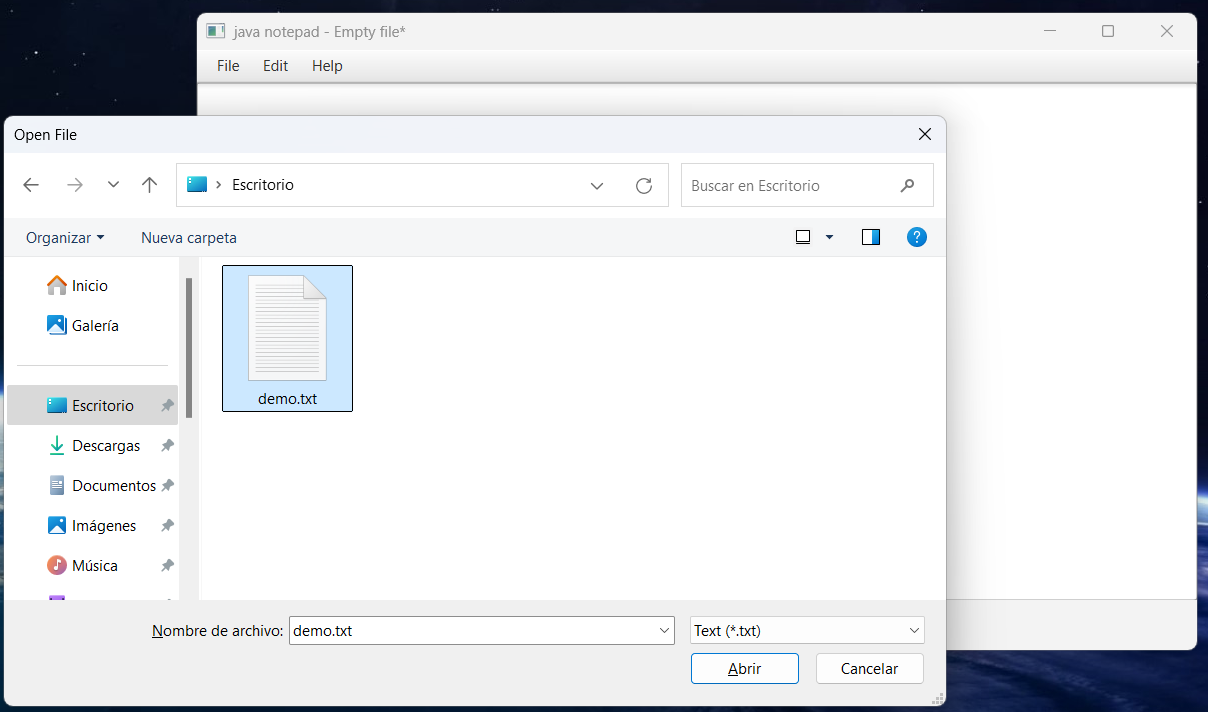 java notepad - Empty file*
File Edit Help
Open File
Escritorio
Buscar en Escritorio
Organizar
Nueva carpeta
?
Inicio
Galería
Escritorio
Descargas
Documentos
Imágenes
Música
demo.txt
Nombre de archivo: demo.txt
Text (*.txt)
Abrir
Cancelar